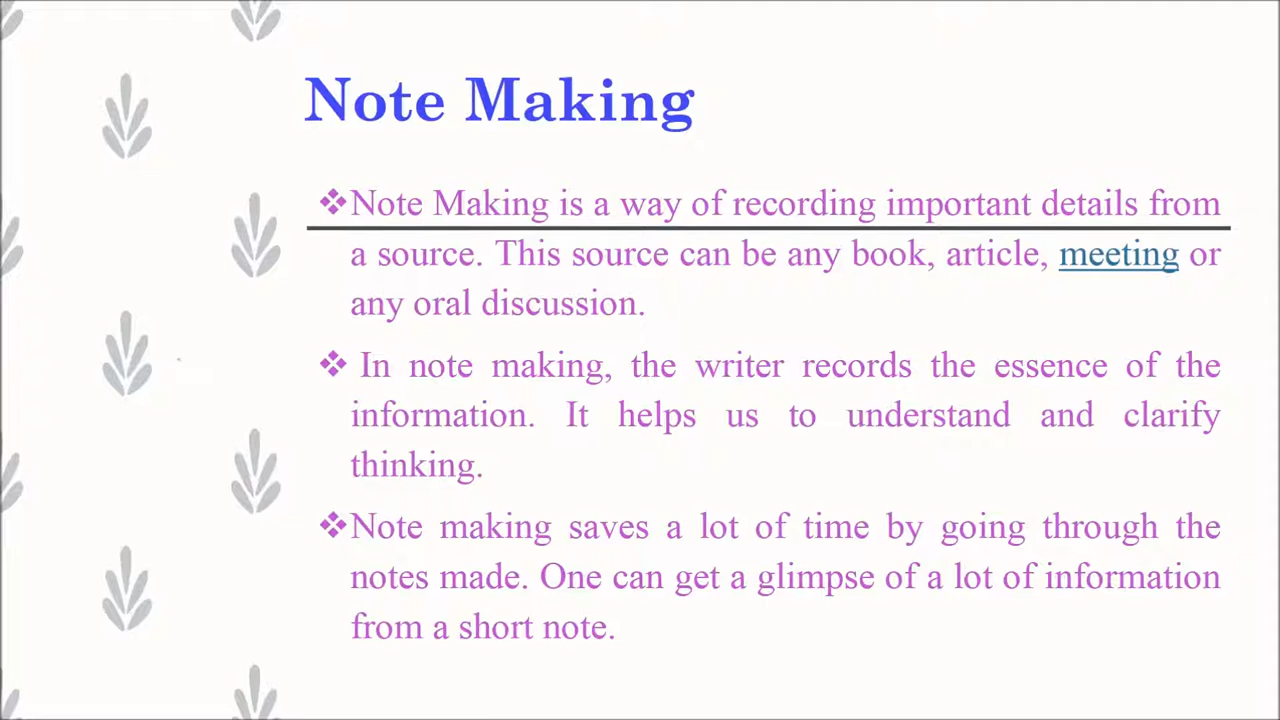 Note Making
❖Note Making is a way of recording important details from
a source. This source can be any book, article, meeting or
any oral discussion.
❖ In note making, the writer records the essence of the
information. It helps us to understand and clarify
thinking.
❖Note making saves a lot of time by going through the
notes made. One can get a glimpse of a lot of information
from a short note.